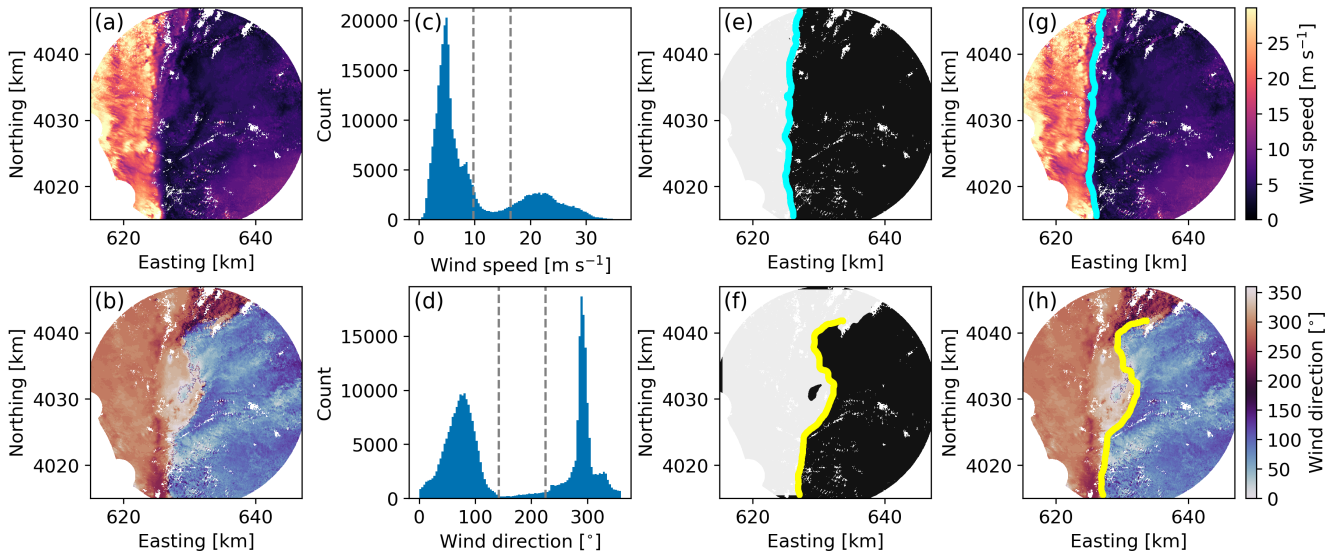 (a)
Northing [km]
4047
4030
4020
620
640
Easting [km]
(c)
Count
20000
15000
10000
5000
0
0
10
20
30
Wind speed [m s⁻¹]
(e)
Northing [km]
4047
4030
4020
620
640
Easting [km]
(g)
Northing [km]
4040
4030
4020
620
640
Easting [km]
25
20
15
10
5
0
Wind speed [m s⁻¹]
(b)
Northing [km]
4040
4030
4020
620
640
Easting [km]
(d)
Count
15000
10000
5000
0
0
100
200
300
Wind direction [°]
(f)
Northing [km]
4040
4030
4020
620
640
Easting [km]
(h)
Northing [km]
4040
4030
4020
620
640
Easting [km]
350
300
250
200
150
100
50
0
Wind direction [°]